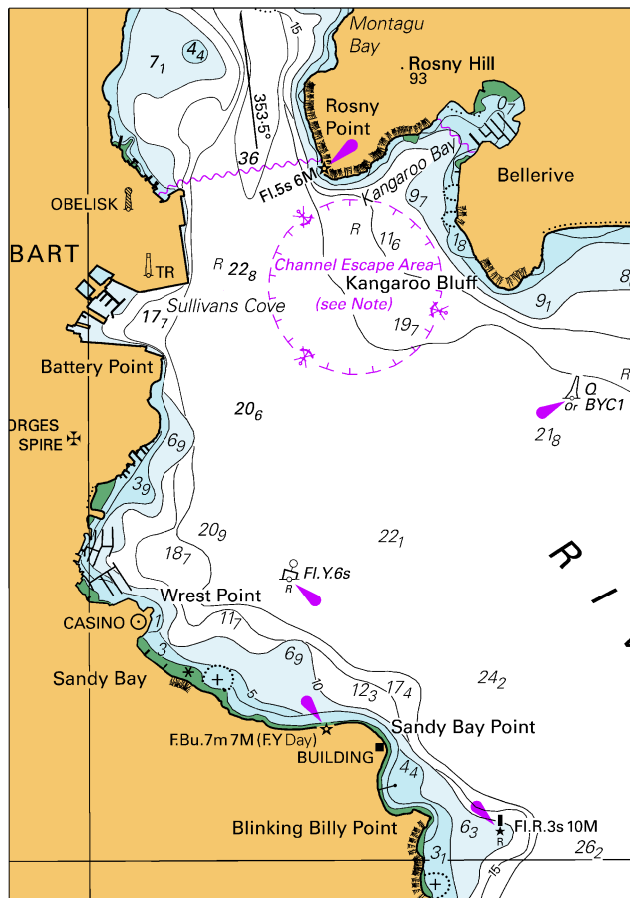 Montagu
Bay
15
4₄
7₁
Rosny Hill
93
353·5°
Rosny
Point
0₇
36
Fl.5s 6M
Kangaroo Bay
Bellerive
OBELISK
9₇
R
11₆
1₈
BART
TR
R 22₈
Channel Escape Area
Kangaroo Bluff
8
(see Note)
9₁
Sullivans Cove
17₁
19₇
Battery Point
R
Q
or BYC1
20₆
ORGES
SPIRE
6₉
21₈
3₉
20₉
22₁
18₇
R I
Fl.Y.6s
R
Wrest Point
CASINO
1
11₇
3
6₉
Sandy Bay
5
10
12₃
17₄
24₂
Sandy Bay Point
F.Bu.7m 7M (F.Y Day)
BUILDING
4₄
Blinking Billy Point
6₃
Fl.R.3s 10M
R
3₁
26₂
15